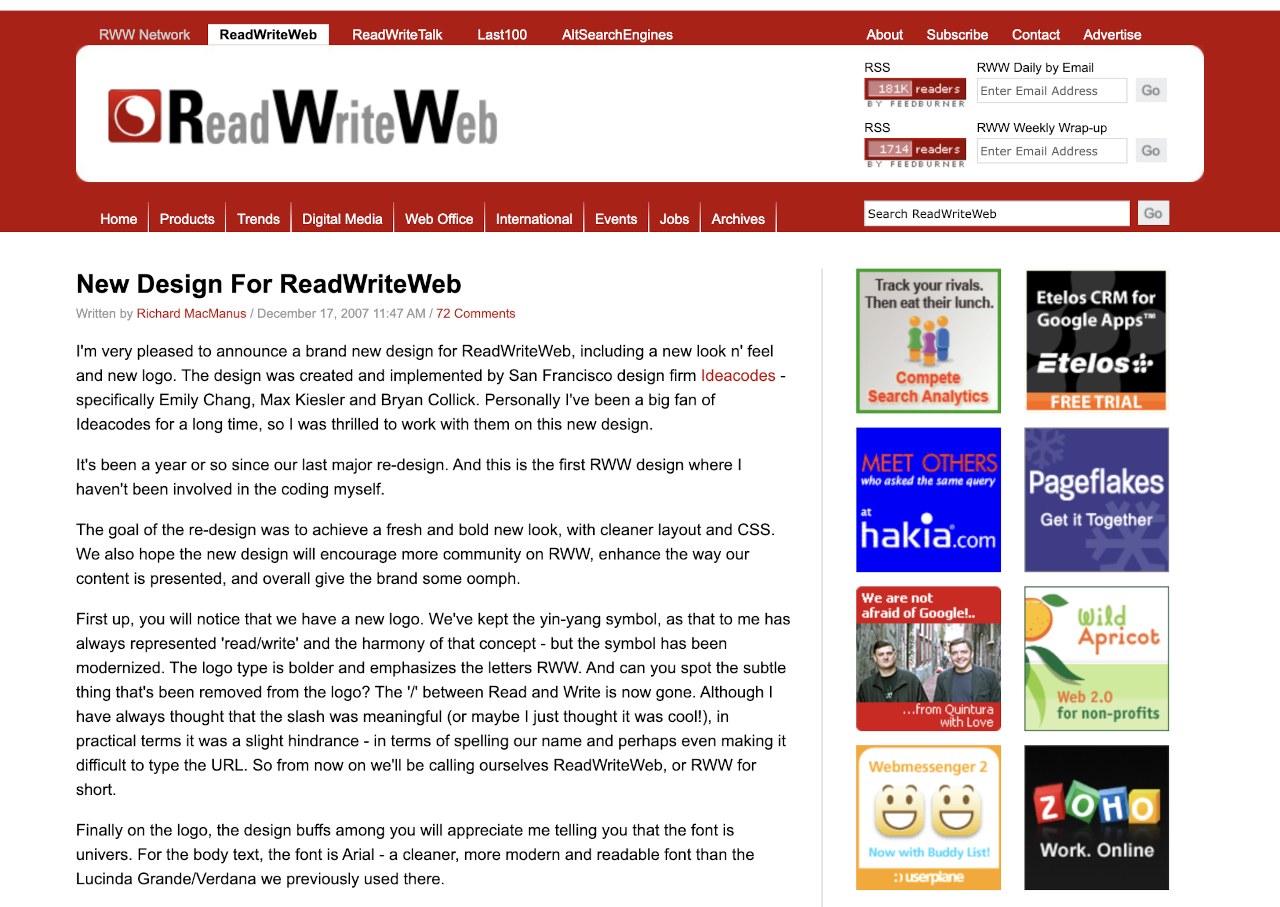 RWW Network ReadWriteWeb ReadWriteTalk Last100 AltSearchEngines About Subscribe Contact Advertise
ReadWriteWeb
RSS RWW Daily by Email
181K readers Enter Email Address Go
BY FEEDBURNER
RSS RWW Weekly Wrap-up
1714 readers Enter Email Address Go
BY FEEDBURNER
Home Products Trends Digital Media Web Office International Events Jobs Archives Search ReadWriteWeb Go
New Design For ReadWriteWeb
Written by Richard MacManus / December 17, 2007 11:47 AM / 72 Comments
I'm very pleased to announce a brand new design for ReadWriteWeb, including a new look n' feel
and new logo. The design was created and implemented by San Francisco design firm Ideacodes -
specifically Emily Chang, Max Kiesler and Bryan Collick. Personally I've been a big fan of
Ideacodes for a long time, so I was thrilled to work with them on this new design.
It's been a year or so since our last major re-design. And this is the first RWW design where I
haven't been involved in the coding myself.
The goal of the re-design was to achieve a fresh and bold new look, with cleaner layout and CSS.
We also hope the new design will encourage more community on RWW, enhance the way our
content is presented, and overall give the brand some oomph.
First up, you will notice that we have a new logo. We've kept the yin-yang symbol, as that to me has
always represented 'read/write' and the harmony of that concept - but the symbol has been
modernized. The logo type is bolder and emphasizes the letters RWW. And can you spot the subtle
thing that's been removed from the logo? The '/' between Read and Write is now gone. Although I
have always thought that the slash was meaningful (or maybe I just thought it was cool!), in
practical terms it was a slight hindrance - in terms of spelling our name and perhaps even making it
difficult to type the URL. So from now on we'll be calling ourselves ReadWriteWeb, or RWW for
short.
Finally on the logo, the design buffs among you will appreciate me telling you that the font is
univers. For the body text, the font is Arial - a cleaner, more modern and readable font than the
Lucinda Grande/Verdana we previously used there.
Track your rivals.
Then eat their lunch.
Compete
Search Analytics
Etelos CRM for
Google Apps™
Etelos
FREE TRIAL
MEET OTHERS
who asked the same query
at
hakia.com
Pageflakes
Get it Together
We are not
afraid of Google!..
...from Quintura
with Love
Wild
Apricot
Web 2.0
for non-profits
Webmessenger 2
Now with Buddy List!
:) userplane
ZOHO
Work. Online